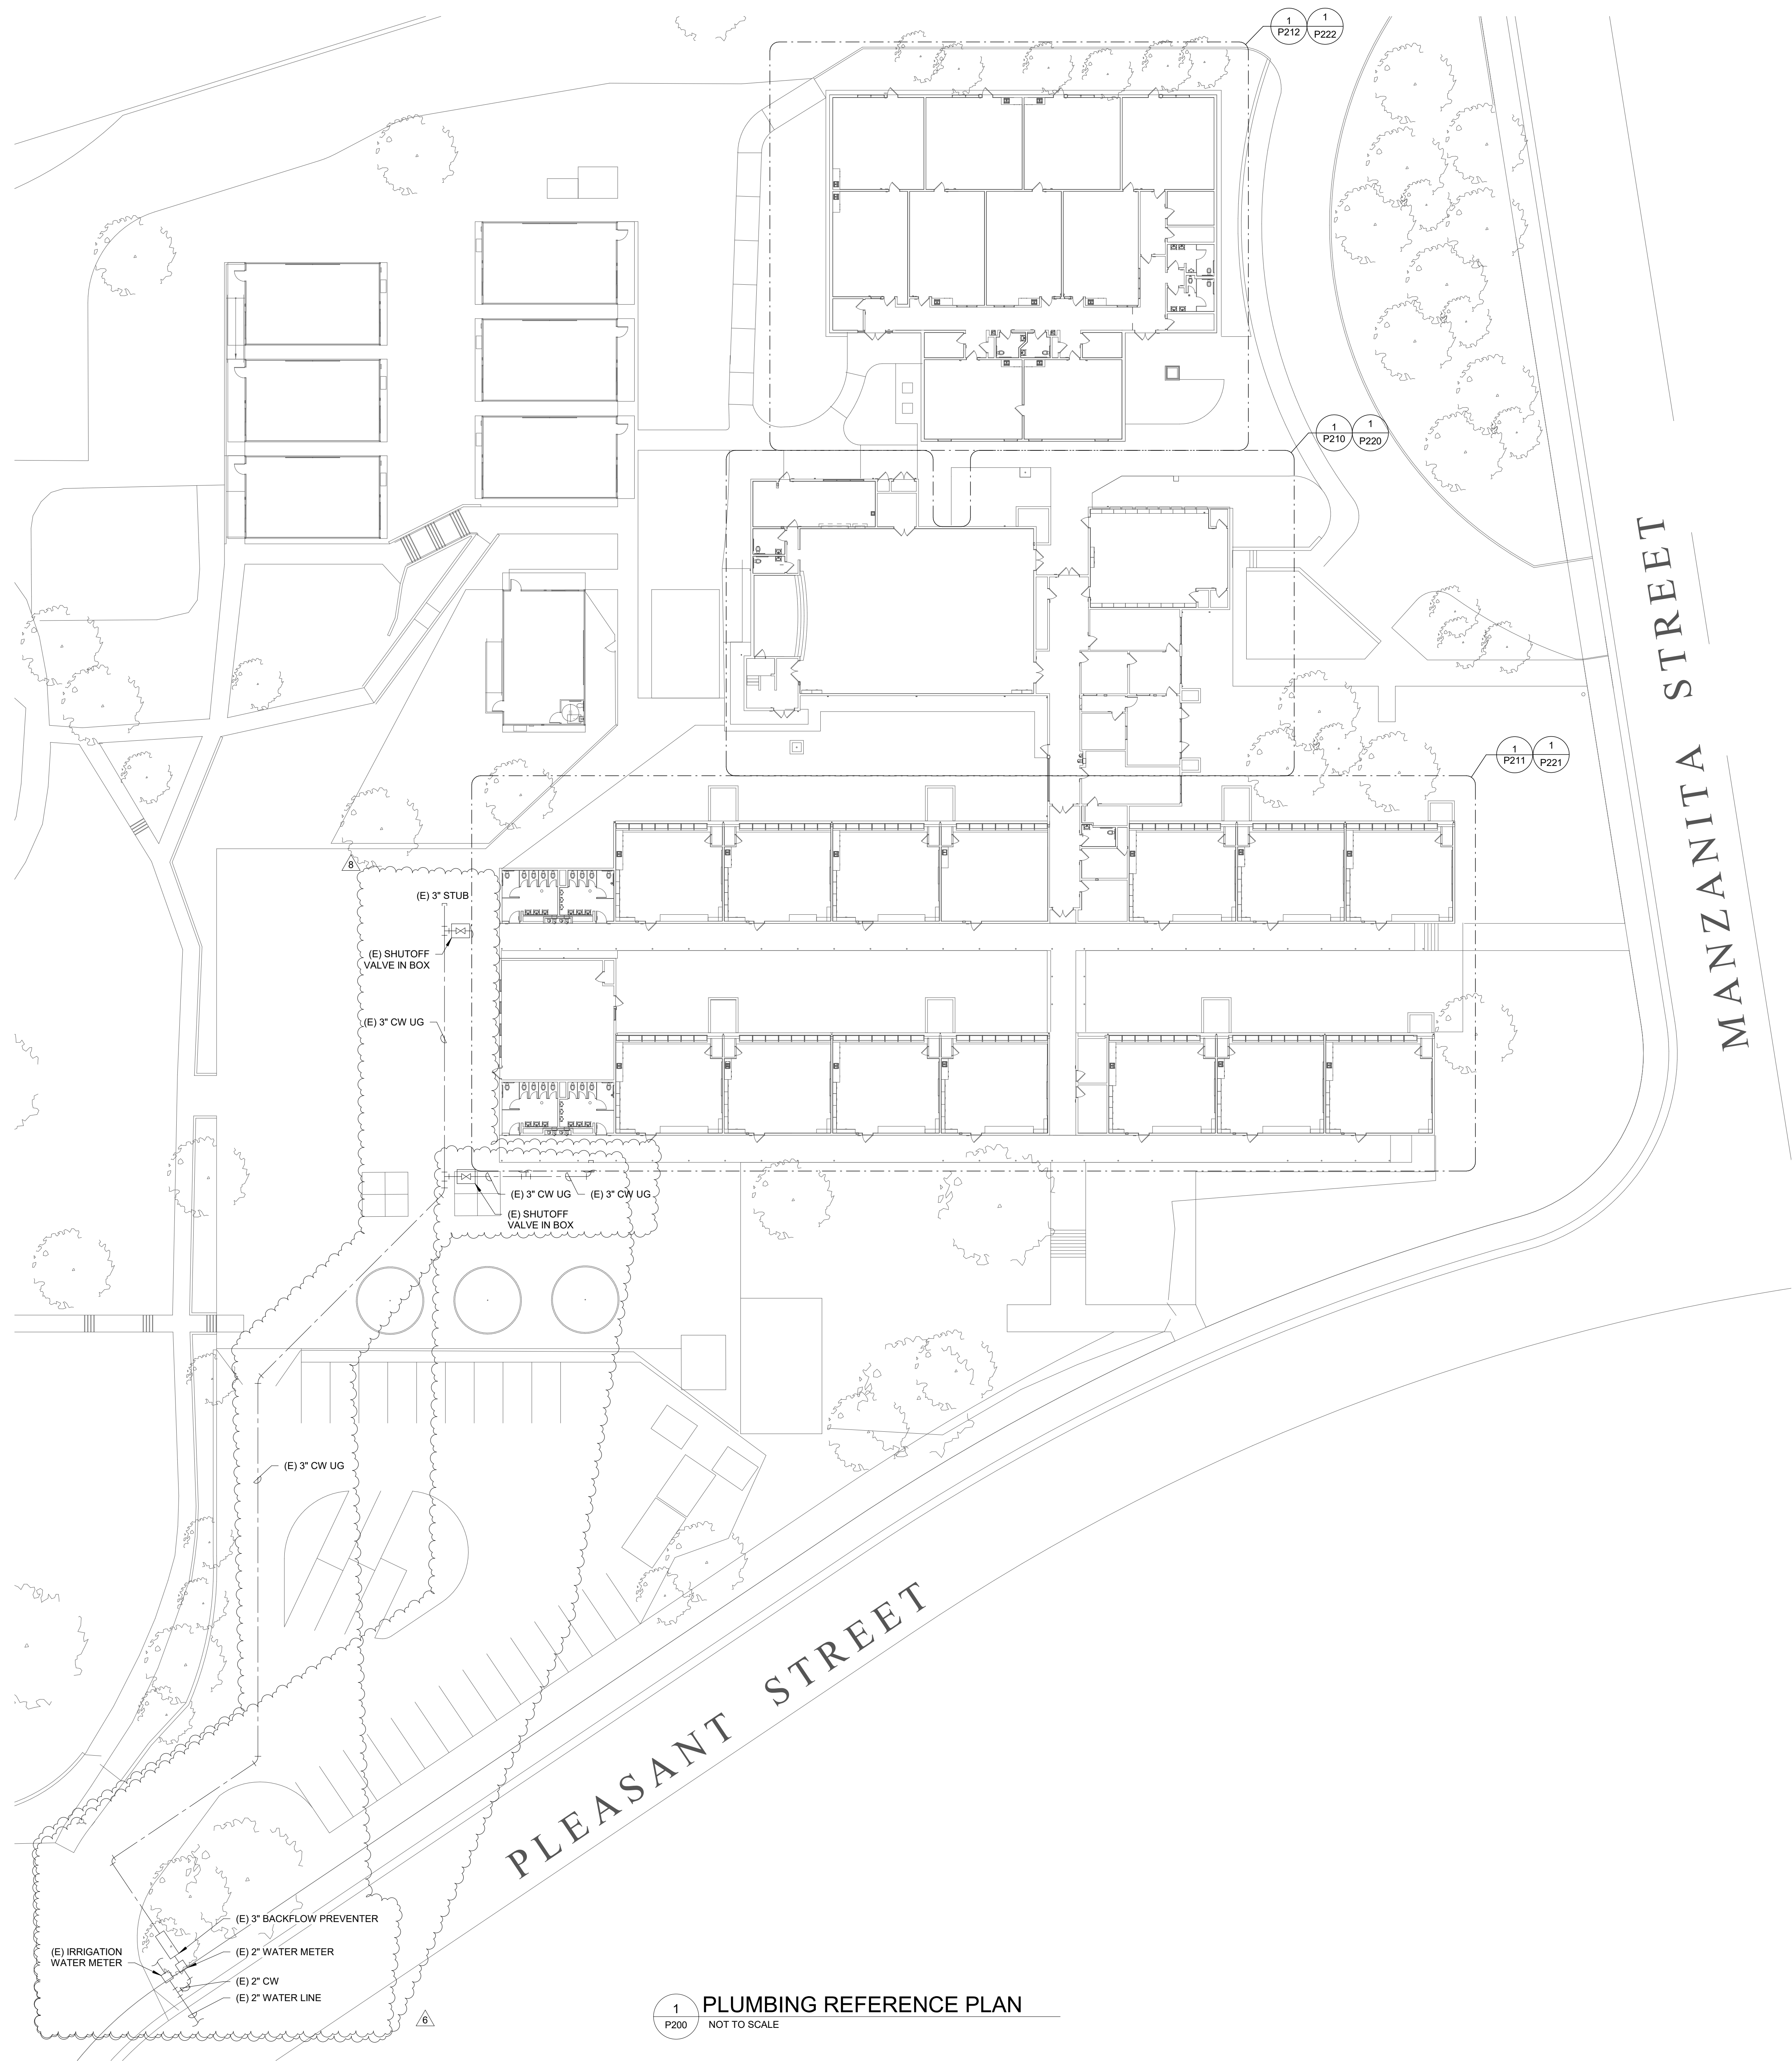 1
P212
1
P222
1
P210
1
P220
MANZANITA STREET
1
P211
1
P221
8
(E) 3" STUB
(E) SHUTOFF
VALVE IN BOX
(E) 3" CW UG
(E) 3" CW UG
(E) 3" CW UG
(E) SHUTOFF
VALVE IN BOX
(E) 3" CW UG
PLEASANT STREET
(E) 3" BACKFLOW PREVENTER
(E) IRRIGATION
WATER METER
(E) 2" WATER METER
(E) 2" CW
(E) 2" WATER LINE
6
1
P200
PLUMBING REFERENCE PLAN
NOT TO SCALE